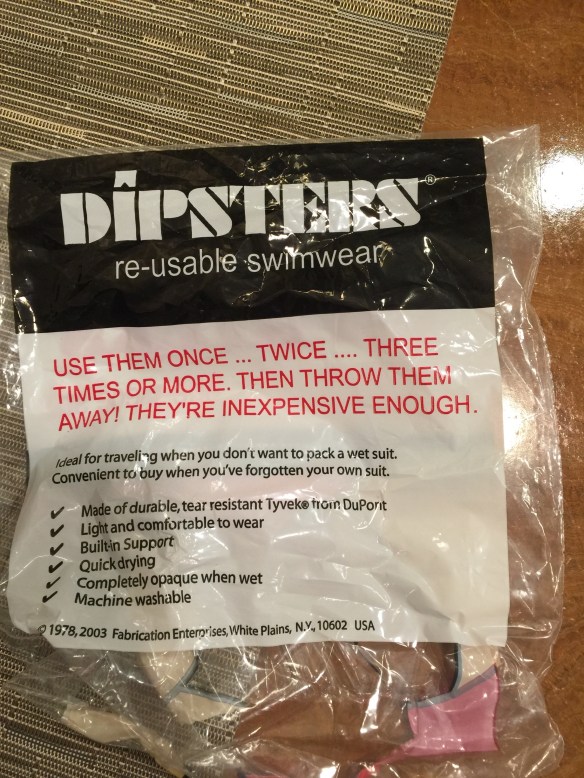 DîPSTERS®
re-usable swimwear
USE THEM ONCE ... TWICE .... THREE
TIMES OR MORE. THEN THROW THEM
AWAY! THEY'RE INEXPENSIVE ENOUGH.
Ideal for traveling when you don't want to pack a wet suit.
Convenient to buy when you've forgotten your own suit.
✓ Made of durable, tear resistant Tyvek® from DuPont
✓ Light and comfortable to wear
✓ Built-in Support
✓ Quick drying
✓ Completely opaque when wet
✓ Machine washable
© 1978, 2003 Fabrication Enterprises, White Plains, N.Y., 10602 USA